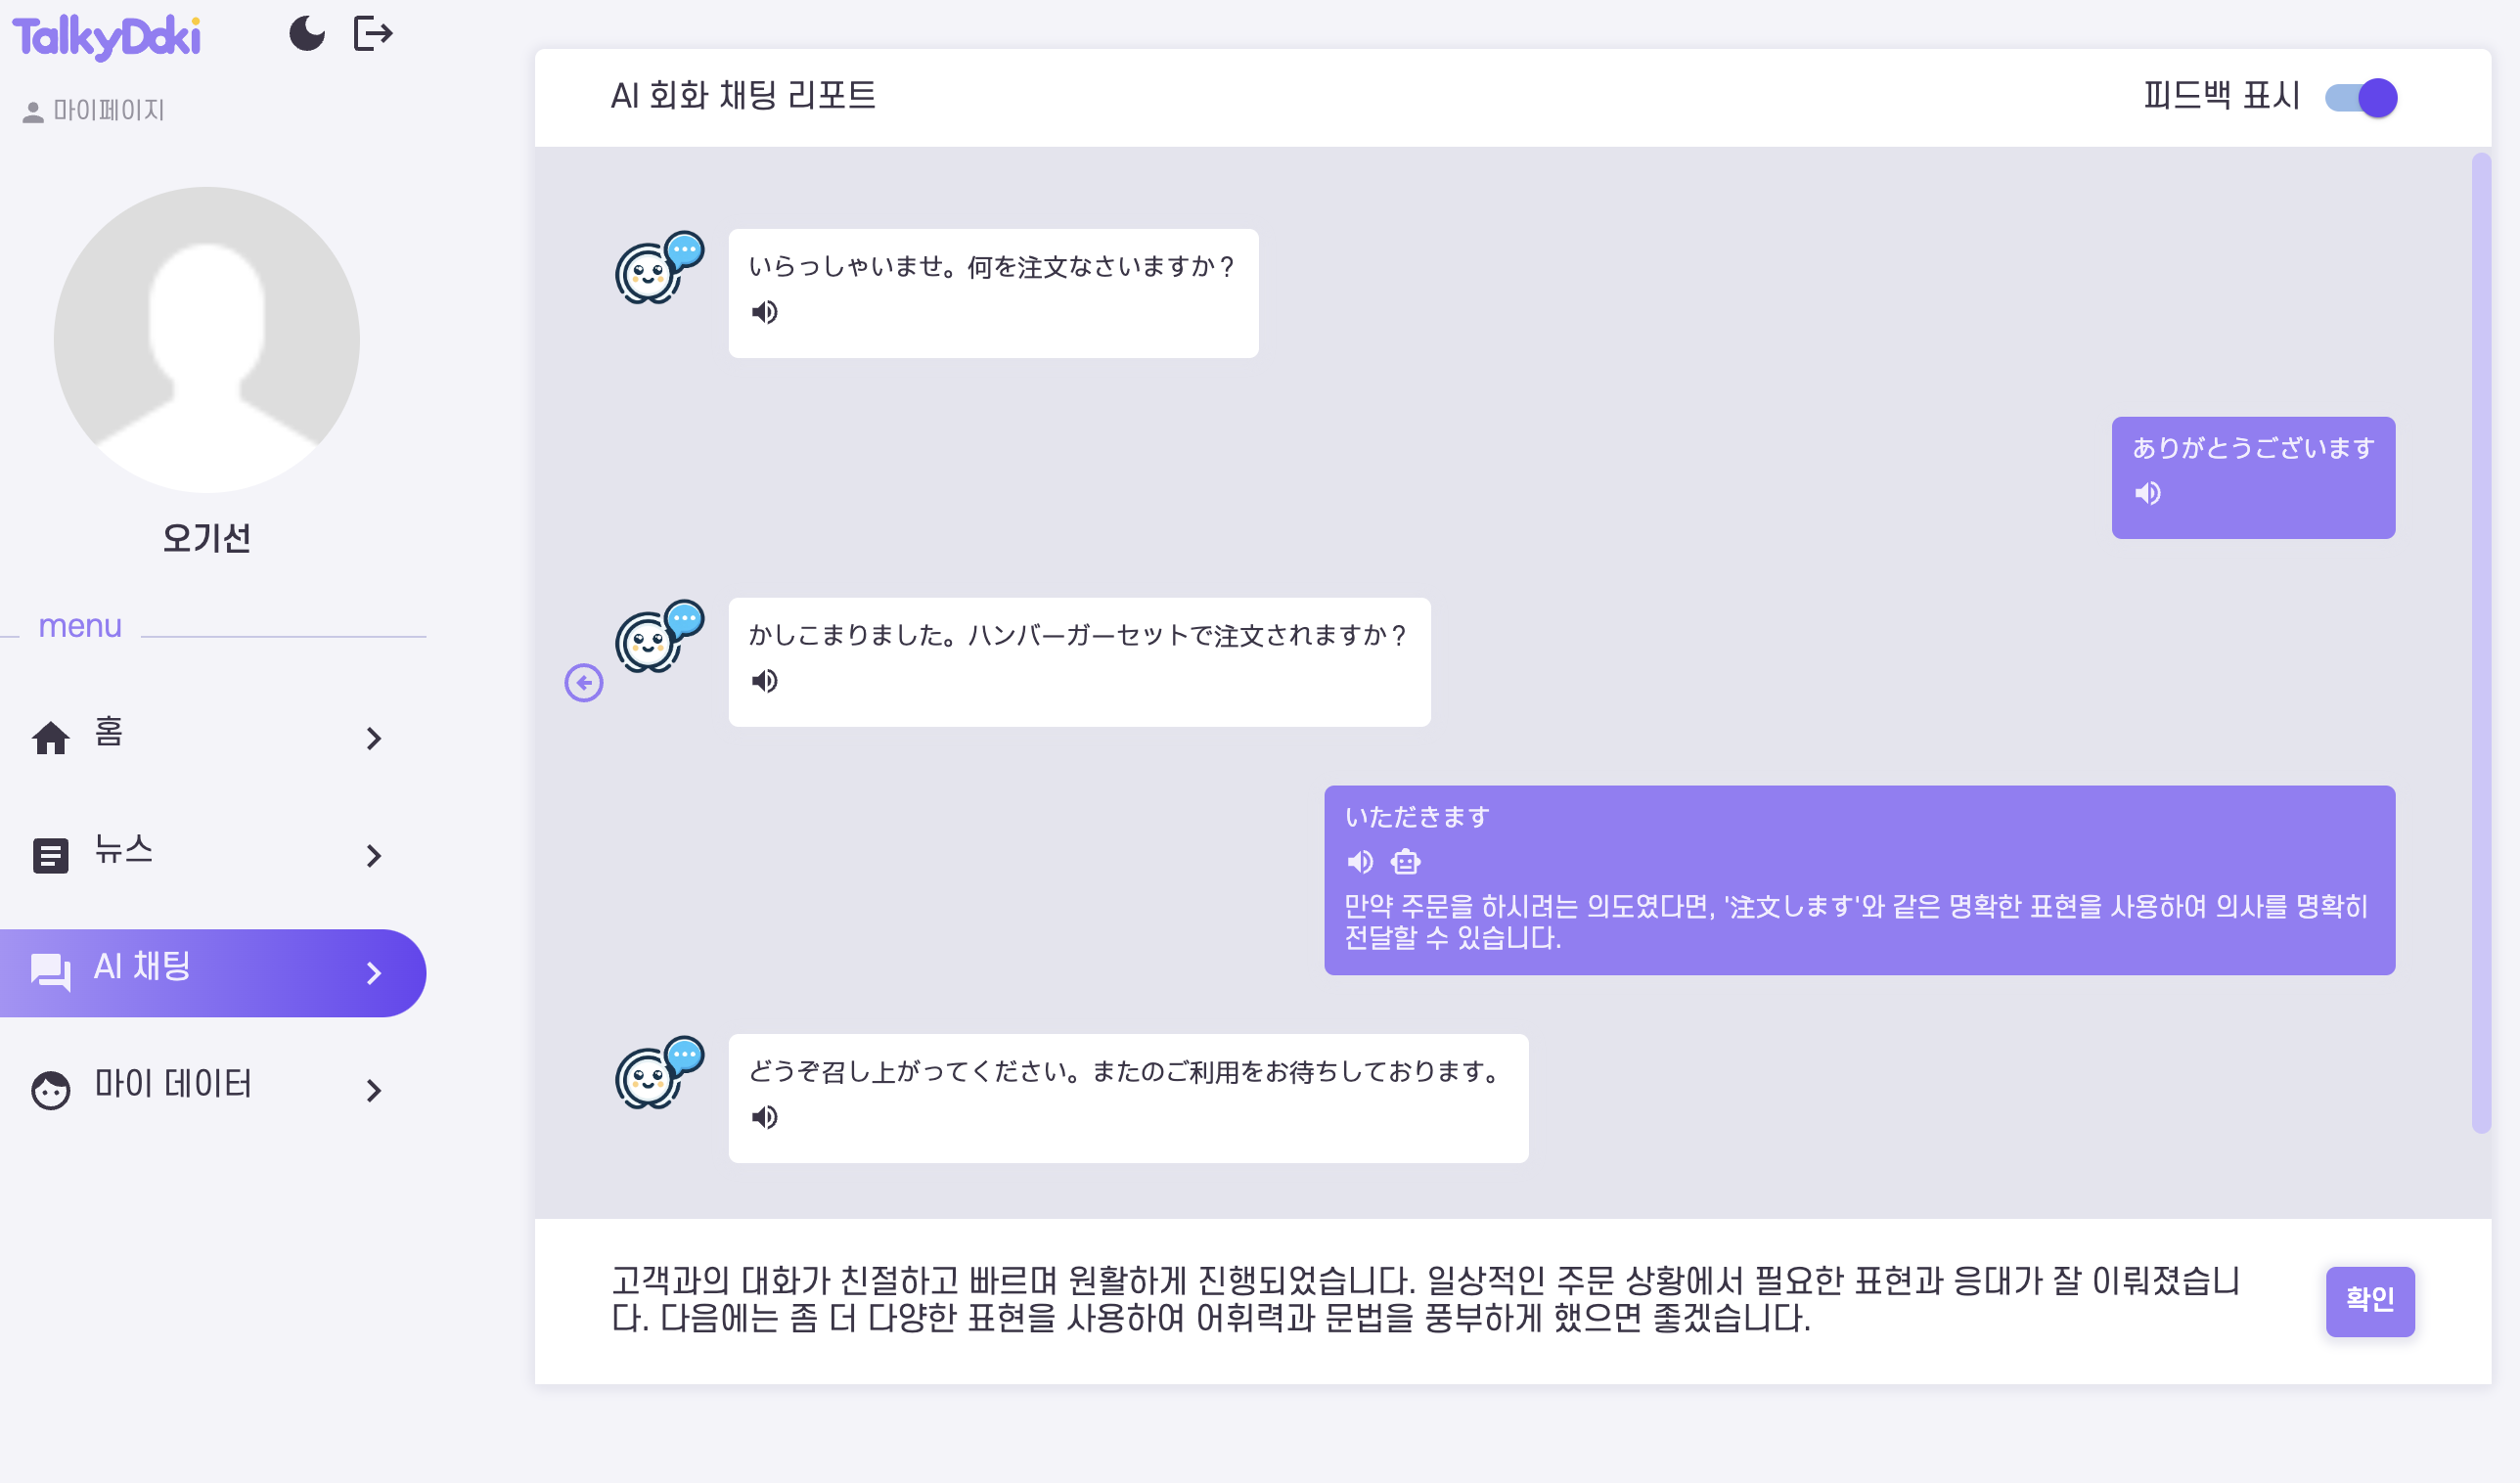 TalkyDoki
마이페이지
오기선
menu
홈
뉴스
AI 채팅
마이 데이터
AI 회화 채팅 리포트
피드백 표시
いらっしゃいませ。何を注文なさいますか？
ありがとうございます
かしこまりました。ハンバーガーセットで注文されますか？
いただきます
만약 주문을 하시려는 의도였다면, '注文します'와 같은 명확한 표현을 사용하여 의사를 명확히
전달할 수 있습니다.
どうぞ召し上がってください。またのご利用をお待ちしております。
고객과의 대화가 친절하고 빠르며 원활하게 진행되었습니다. 일상적인 주문 상황에서 필요한 표현과 응대가 잘 이뤄졌습니
다. 다음에는 좀 더 다양한 표현을 사용하여 어휘력과 문법을 풍부하게 했으면 좋겠습니다.
확인